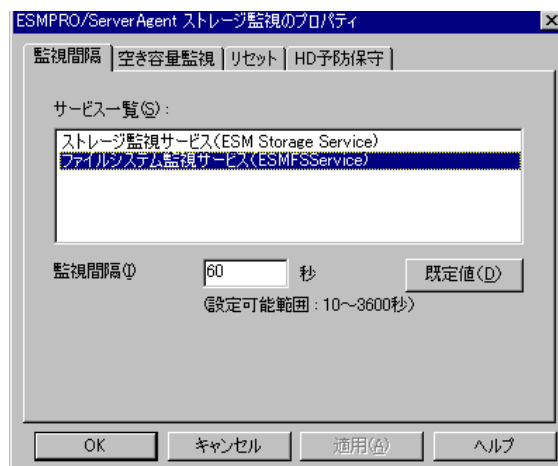 ESMPRO/ServerAgent ストレージ監視のプロパティ
監視間隔 空き容量監視 リセット HD予防保守
サービス一覧(S):
ストレージ監視サービス(ESM Storage Service)
ファイルシステム監視サービス(ESMFSService)
監視間隔(I) 60 秒 既定値(D)
(設定可能範囲:10~3600秒)
OK キャンセル 適用(A) ヘルプ